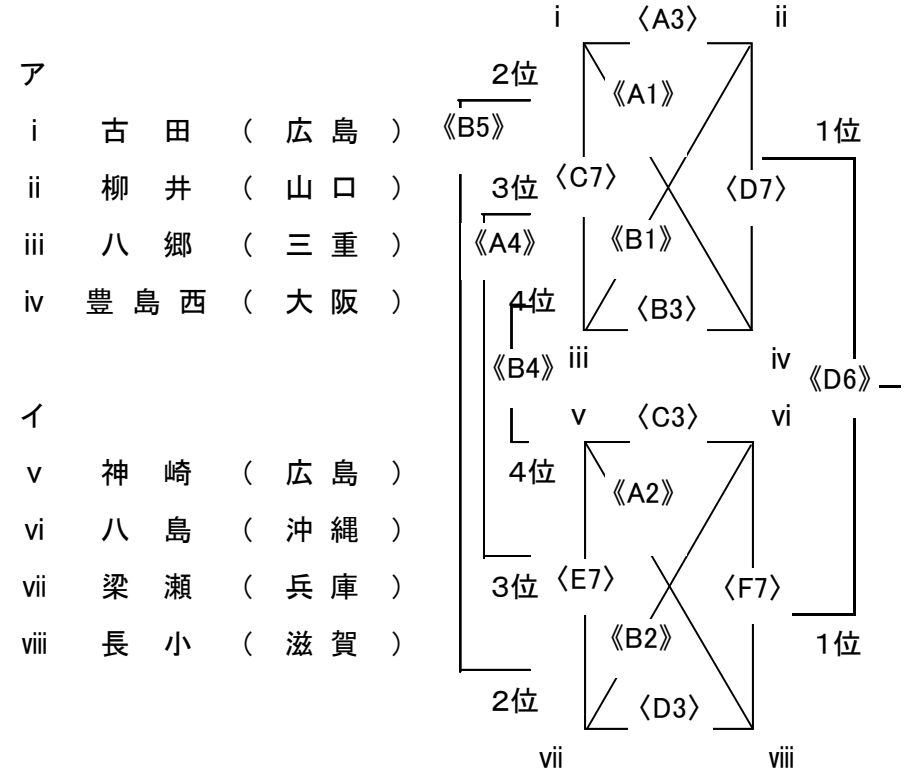 ⅰ 〈A3〉 ⅱ
ア 2位 《A1》
ⅰ 古田 ( 広島 ) 《B5》 1位
ⅱ 柳井 ( 山口 ) 3位 〈C7〉 〈D7〉
ⅲ 八郷 ( 三重 ) 《A4》 《B1》
ⅳ 豊島西 ( 大阪 ) 4位 〈B3〉
《B4》 ⅲ ⅳ 《D6》
イ ⅴ 〈C3〉 ⅵ
ⅴ 神崎 ( 広島 ) 4位 《A2》
ⅵ 八島 ( 沖縄 )
ⅶ 梁瀬 ( 兵庫 ) 3位 〈E7〉 〈F7〉
ⅷ 長小 ( 滋賀 ) 《B2》 1位
2位 〈D3〉
ⅶ ⅷ